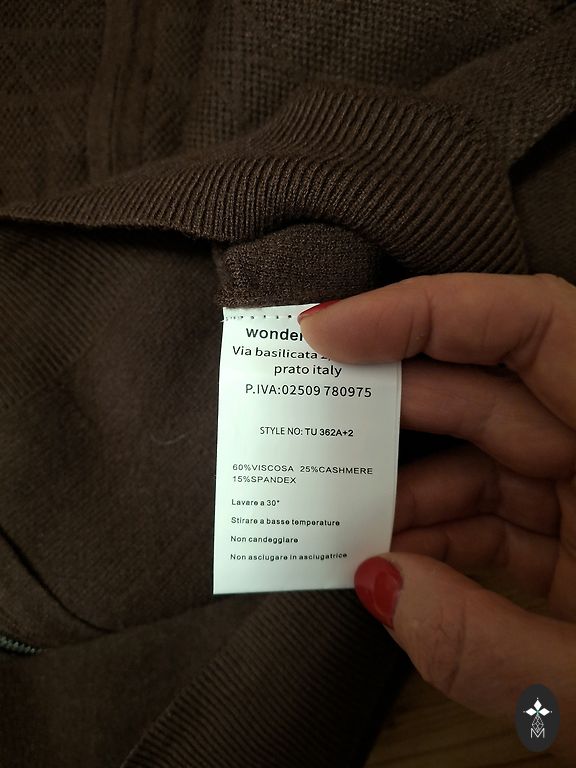 wonder
Via basilicata
prato italy
P.IVA:02509 780975
STYLE NO: TU 362A+2
60%VISCOSA 25%CASHMERE
15%SPANDEX
Lavare a 30°
Stirare a basse temperature
Non candeggiare
Non asciugare in asciugatrice
M